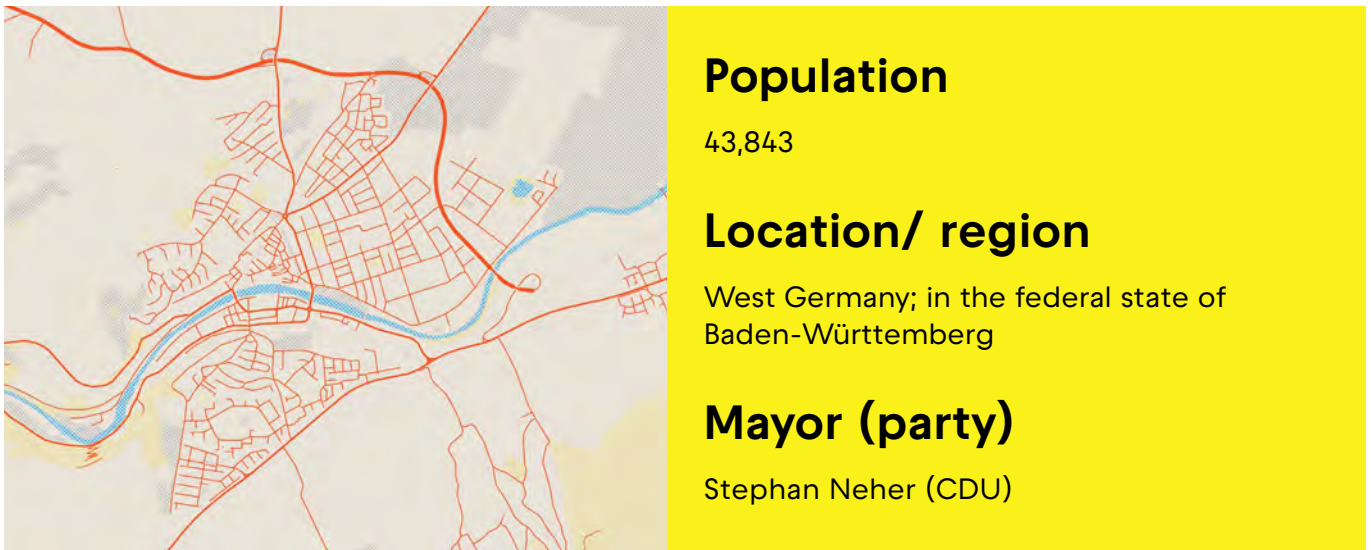 Population
43,843
Location/ region
West Germany; in the federal state of
Baden-Württemberg
Mayor (party)
Stephan Neher (CDU)